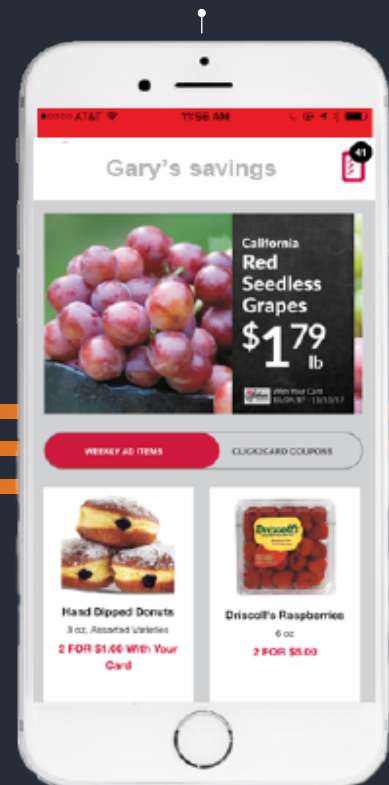 AT&T
11:56 AM
Gary's savings
41
California
Red
Seedless
Grapes
$1 79
lb
With Your Card
WEEKLY AD ITEMS
CLICK2CARD COUPONS
Driscoll's
Hand Dipped Donuts
3 oz, Assorted Varieties
2 FOR $1.00 With Your
Card
Driscoll's Raspberries
6 oz
2 FOR $5.00